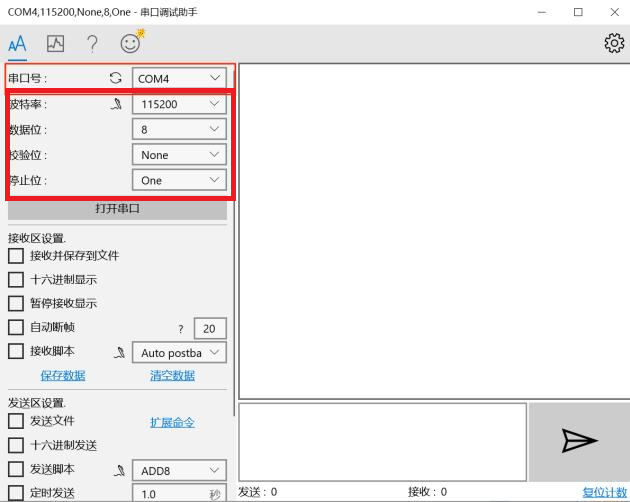 COM4,115200,None,8,One - 串口调试助手
AA
?
串口号 : COM4
波特率 : 115200
数据位 : 8
校验位 : None
停止位 : One
打开串口
接收区设置.
接收并保存到文件
十六进制显示
暂停接收显示
自动断帧 ? 20
接收脚本 Auto postba
保存数据 清空数据
发送区设置.
发送文件 扩展命令
十六进制发送
发送脚本 ADD8
定时发送 1.0 秒
发送 : 0 接收 : 0 复位计数